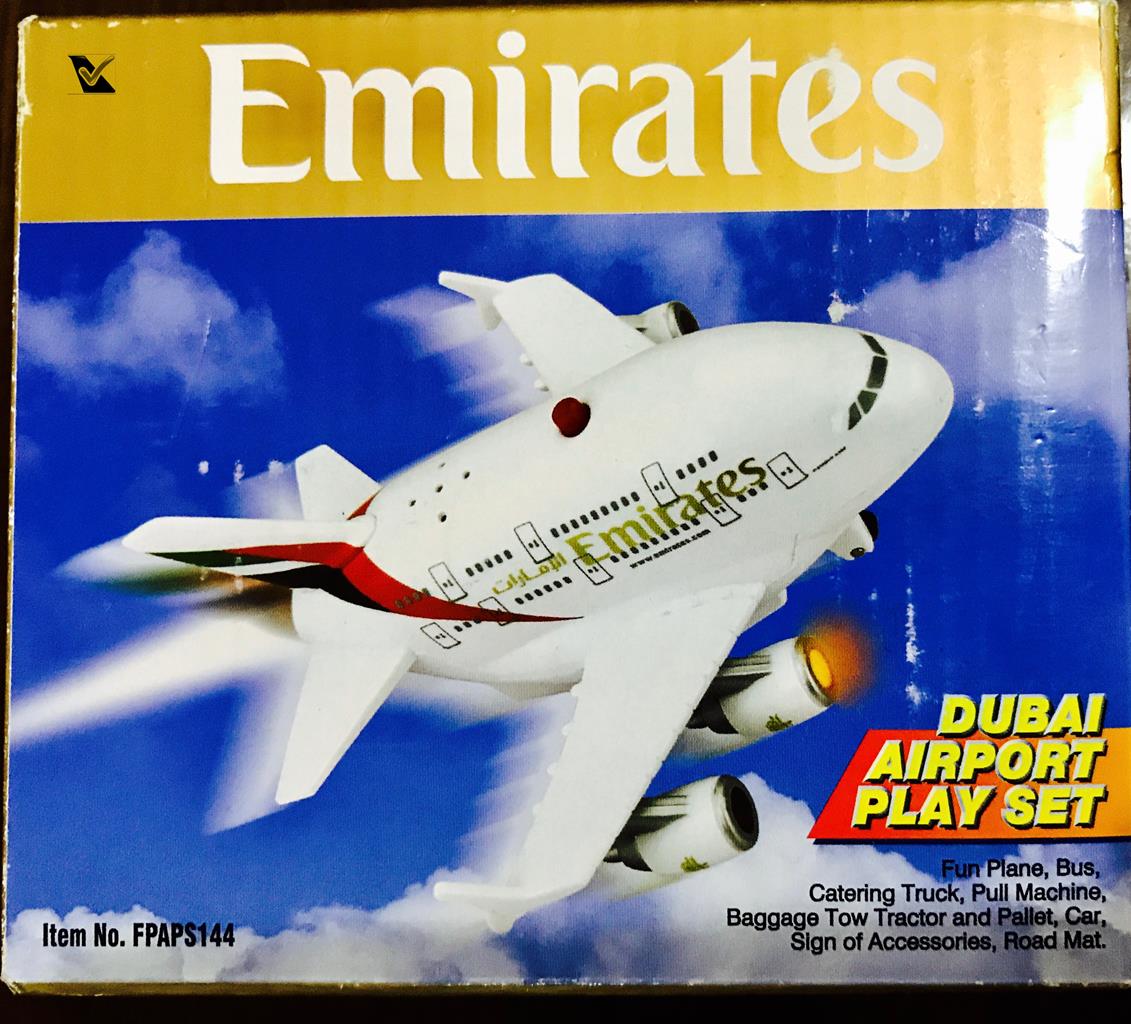 Emirates
Emirates
الإمارات
www.emirates.com
DUBAI
AIRPORT
PLAY SET
Fun Plane, Bus,
Catering Truck, Pull Machine,
Baggage Tow Tractor and Pallet, Car,
Sign of Accessories, Road Mat.
Item No. FPAPS144